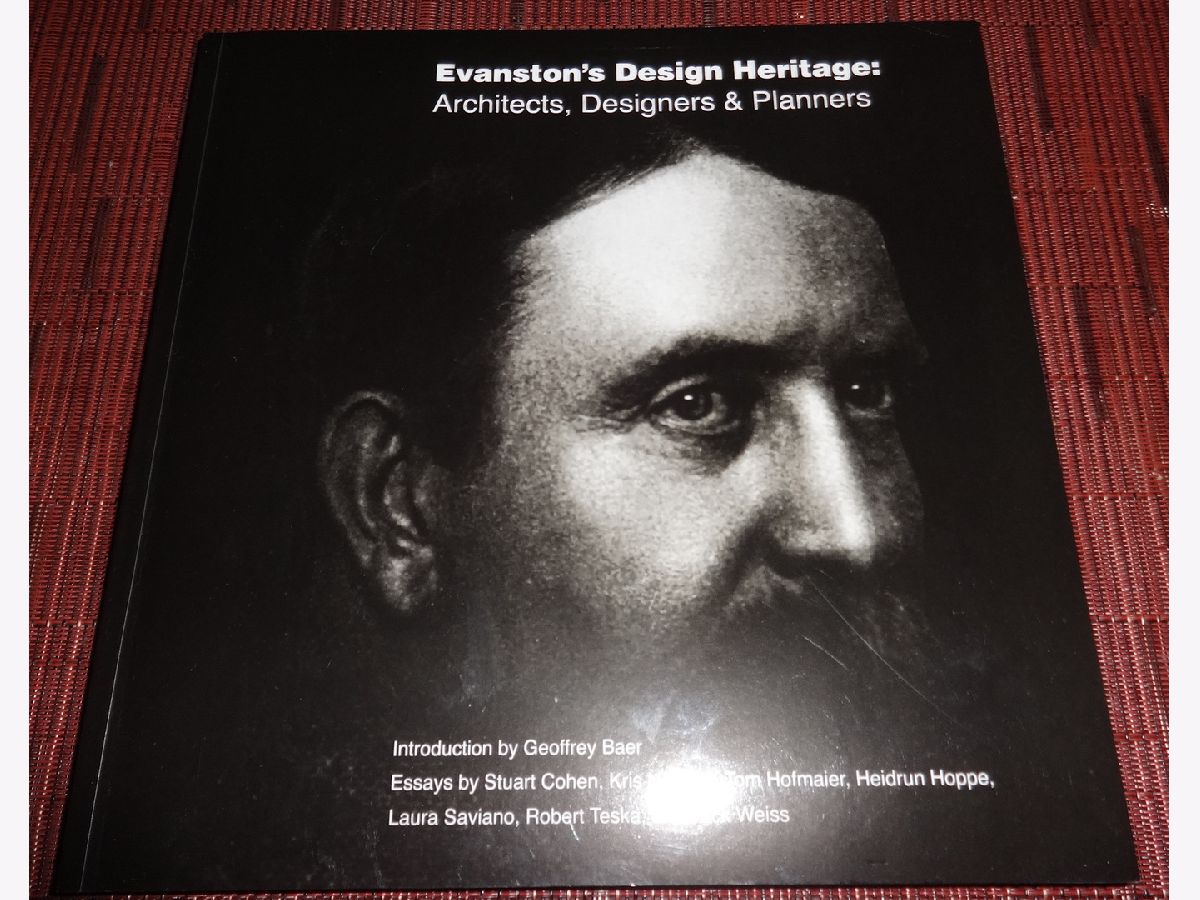 Evanston's Design Heritage:
Architects, Designers & Planners
Introduction by Geoffrey Baer
Essays by Stuart Cohen, Kris Tom Hofmaier, Heidrun Hoppe,
Laura Saviano, Robert Teska Weiss